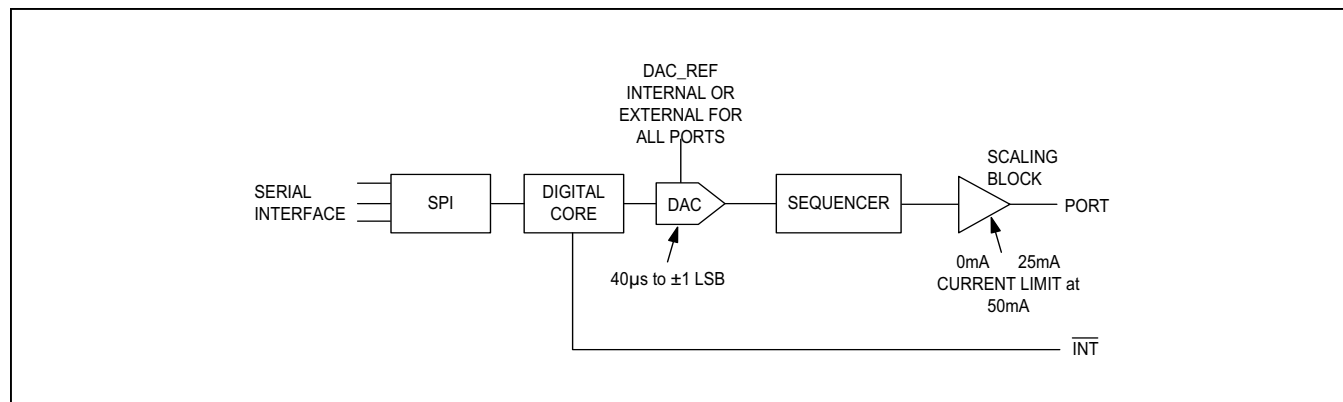 DAC_REF
INTERNAL OR
EXTERNAL FOR
ALL PORTS
SERIAL
INTERFACE
SPI
DIGITAL
CORE
DAC
SEQUENCER
SCALING
BLOCK
PORT
40µs to ±1 LSB
0mA 25mA
CURRENT LIMIT at
50mA
INT